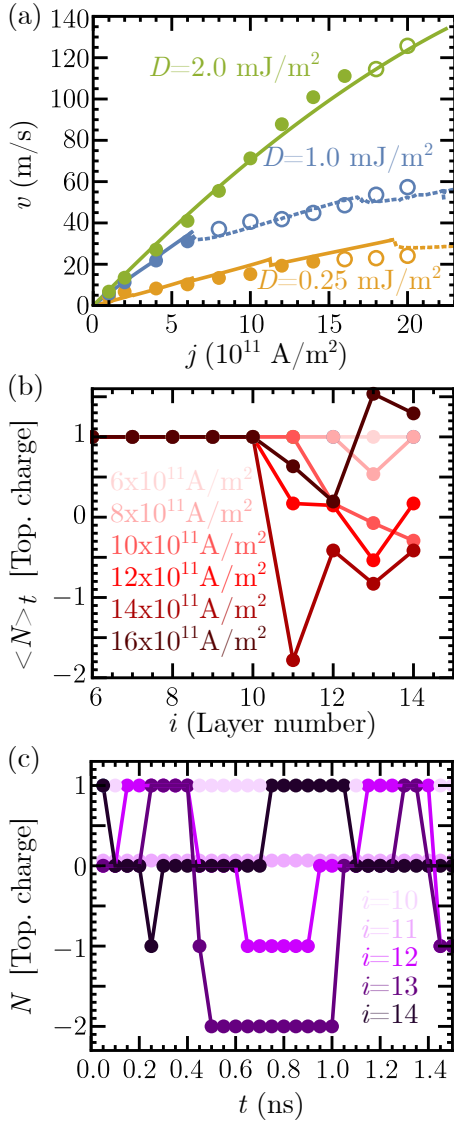 (a)
140
120
100
80
60
40
20
0
v (m/s)
D=2.0 mJ/m²
D=1.0 mJ/m²
D=0.25 mJ/m²
0 5 10 15 20
j (10¹¹ A/m²)
(b)
1
0
−1
−2
<N>t [Top. charge]
6x10¹¹A/m²
8x10¹¹A/m²
10x10¹¹A/m²
12x10¹¹A/m²
14x10¹¹A/m²
16x10¹¹A/m²
6 8 10 12 14
i (Layer number)
(c)
1
0
−1
−2
N [Top. charge]
i=10
i=11
i=12
i=13
i=14
0.0 0.2 0.4 0.6 0.8 1.0 1.2 1.4
t (ns)